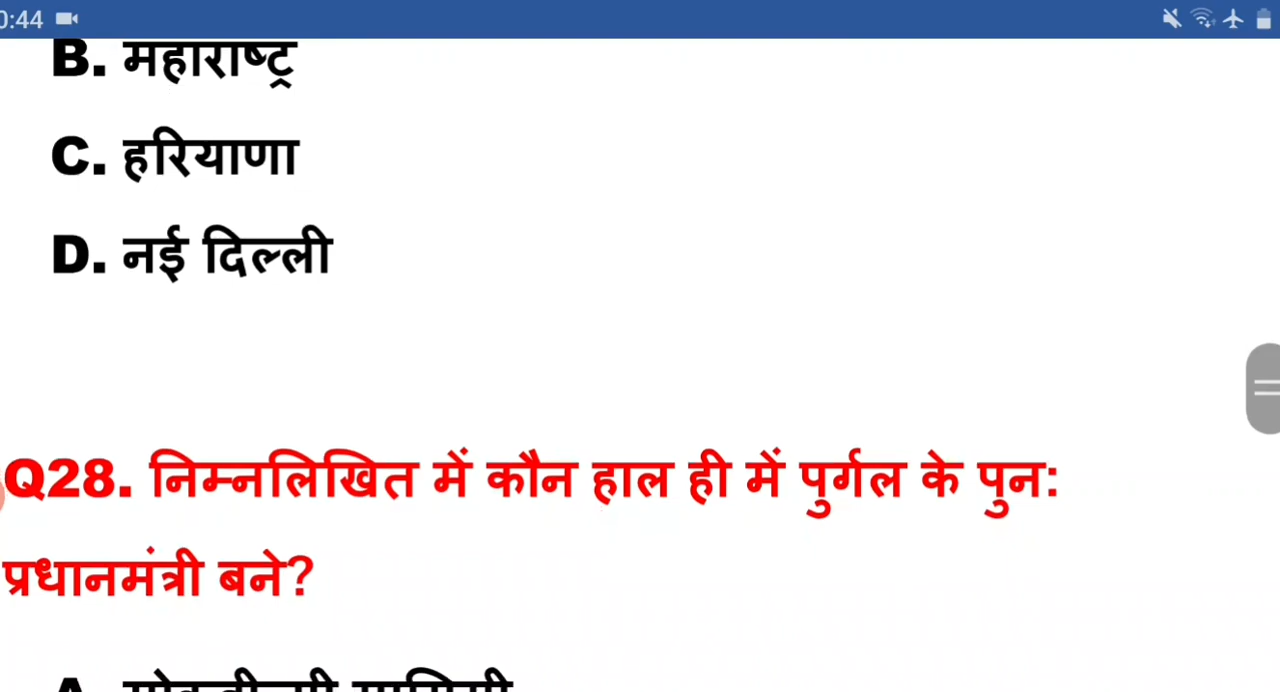 0:44
B. महाराष्ट्र
C. हरियाणा
D. नई दिल्ली
Q28. निम्नलिखित में कौन हाल ही में पुर्गल के पुन:
प्रधानमंत्री बने?
A.